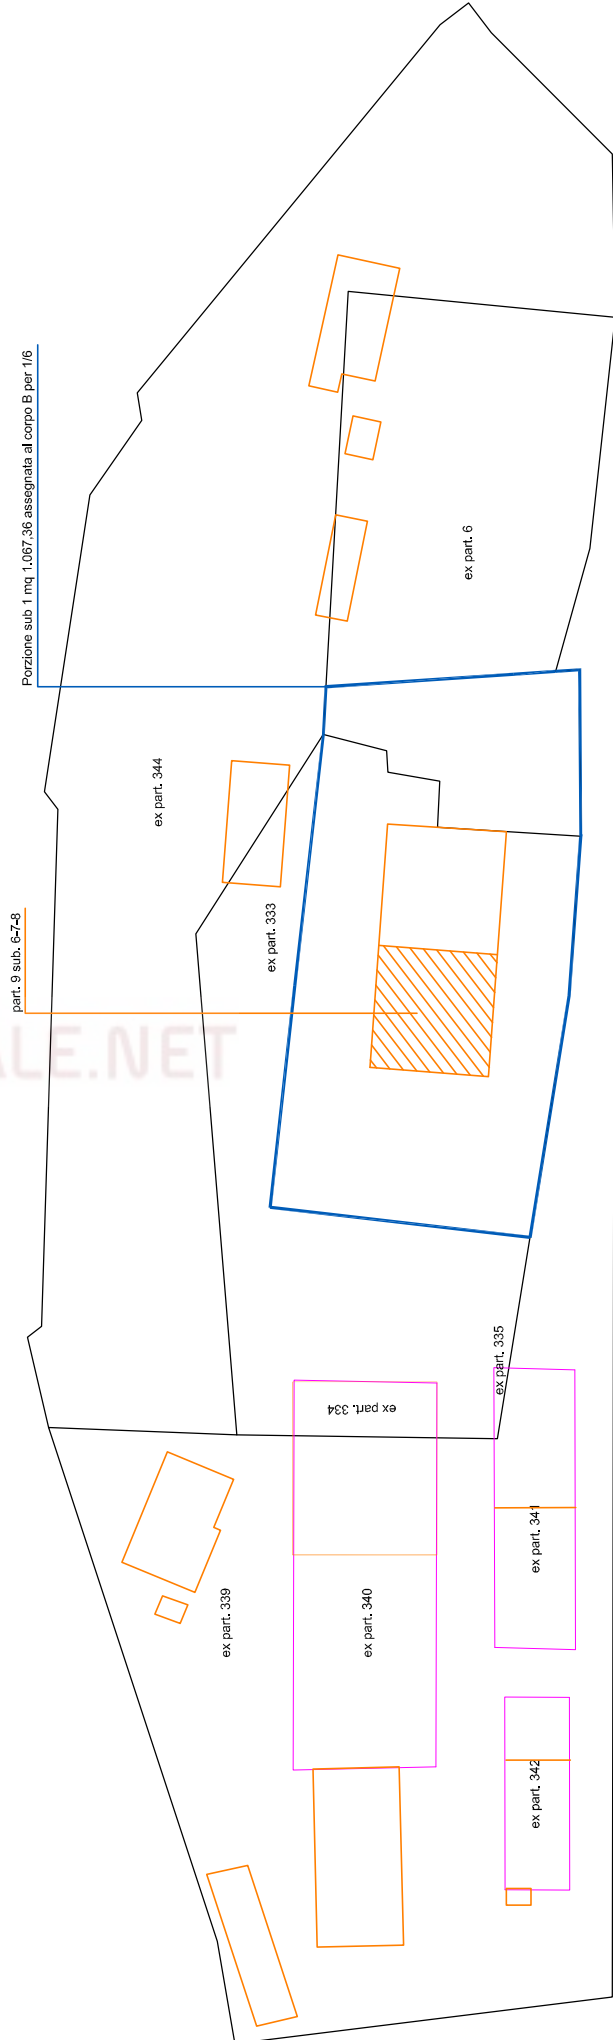 Porzione sub 1 mq 1.067,36 assegnata al corpo B per 1/6
ex part. 6
ex part. 344
part. 9 sub. 6-7-8
ex part. 333
ALE.NET
ex part. 335
ex part. 334
ex part. 341
ex part. 339
ex part. 340
ex part. 342